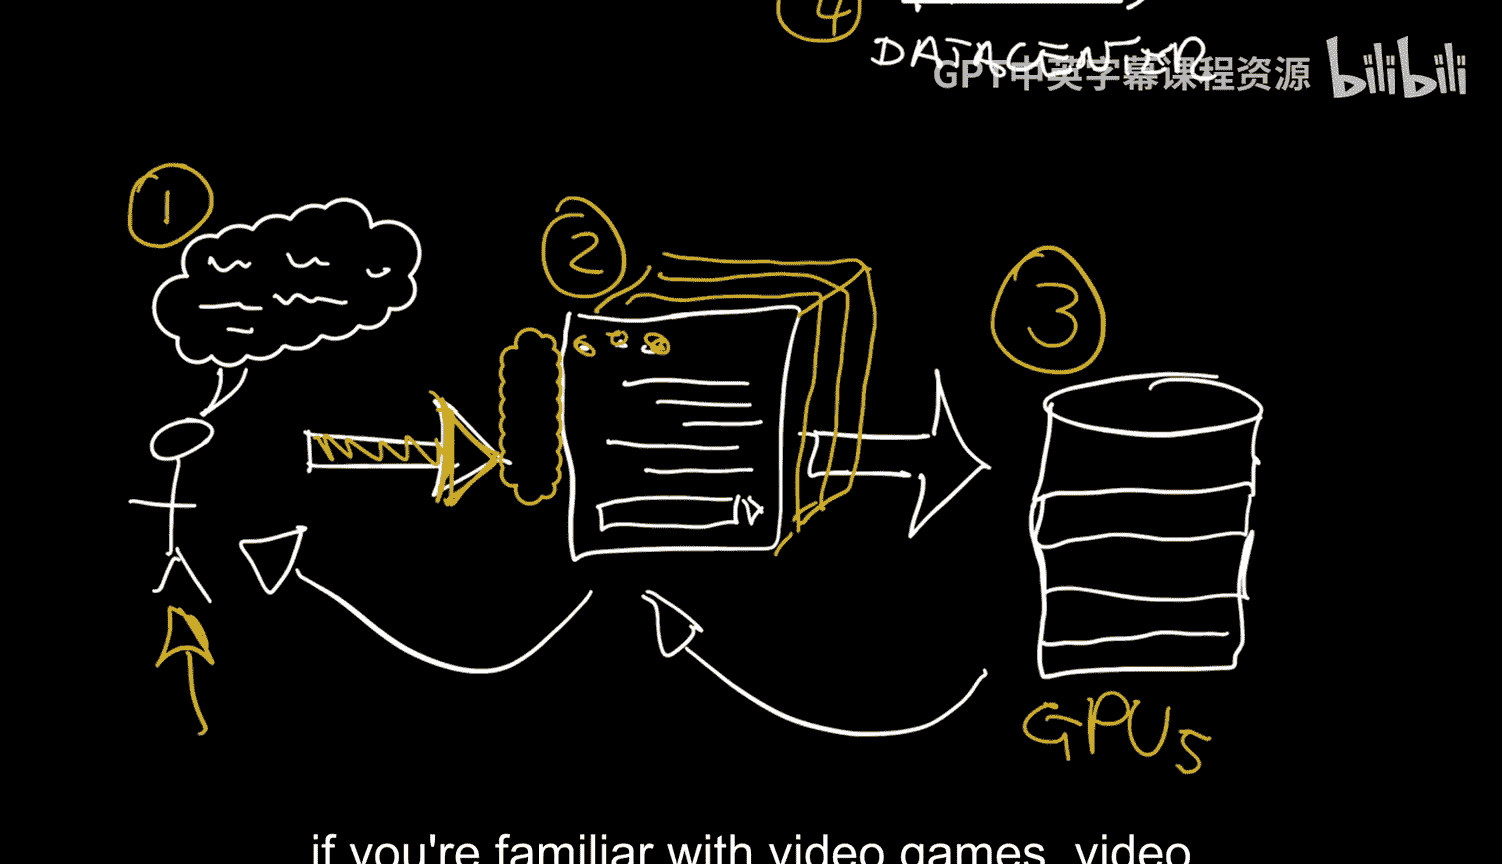 4
DATACENTER
GPT中英字幕课程资源 bilibili
1
2
3
GPUs
if you're familiar with video games, video